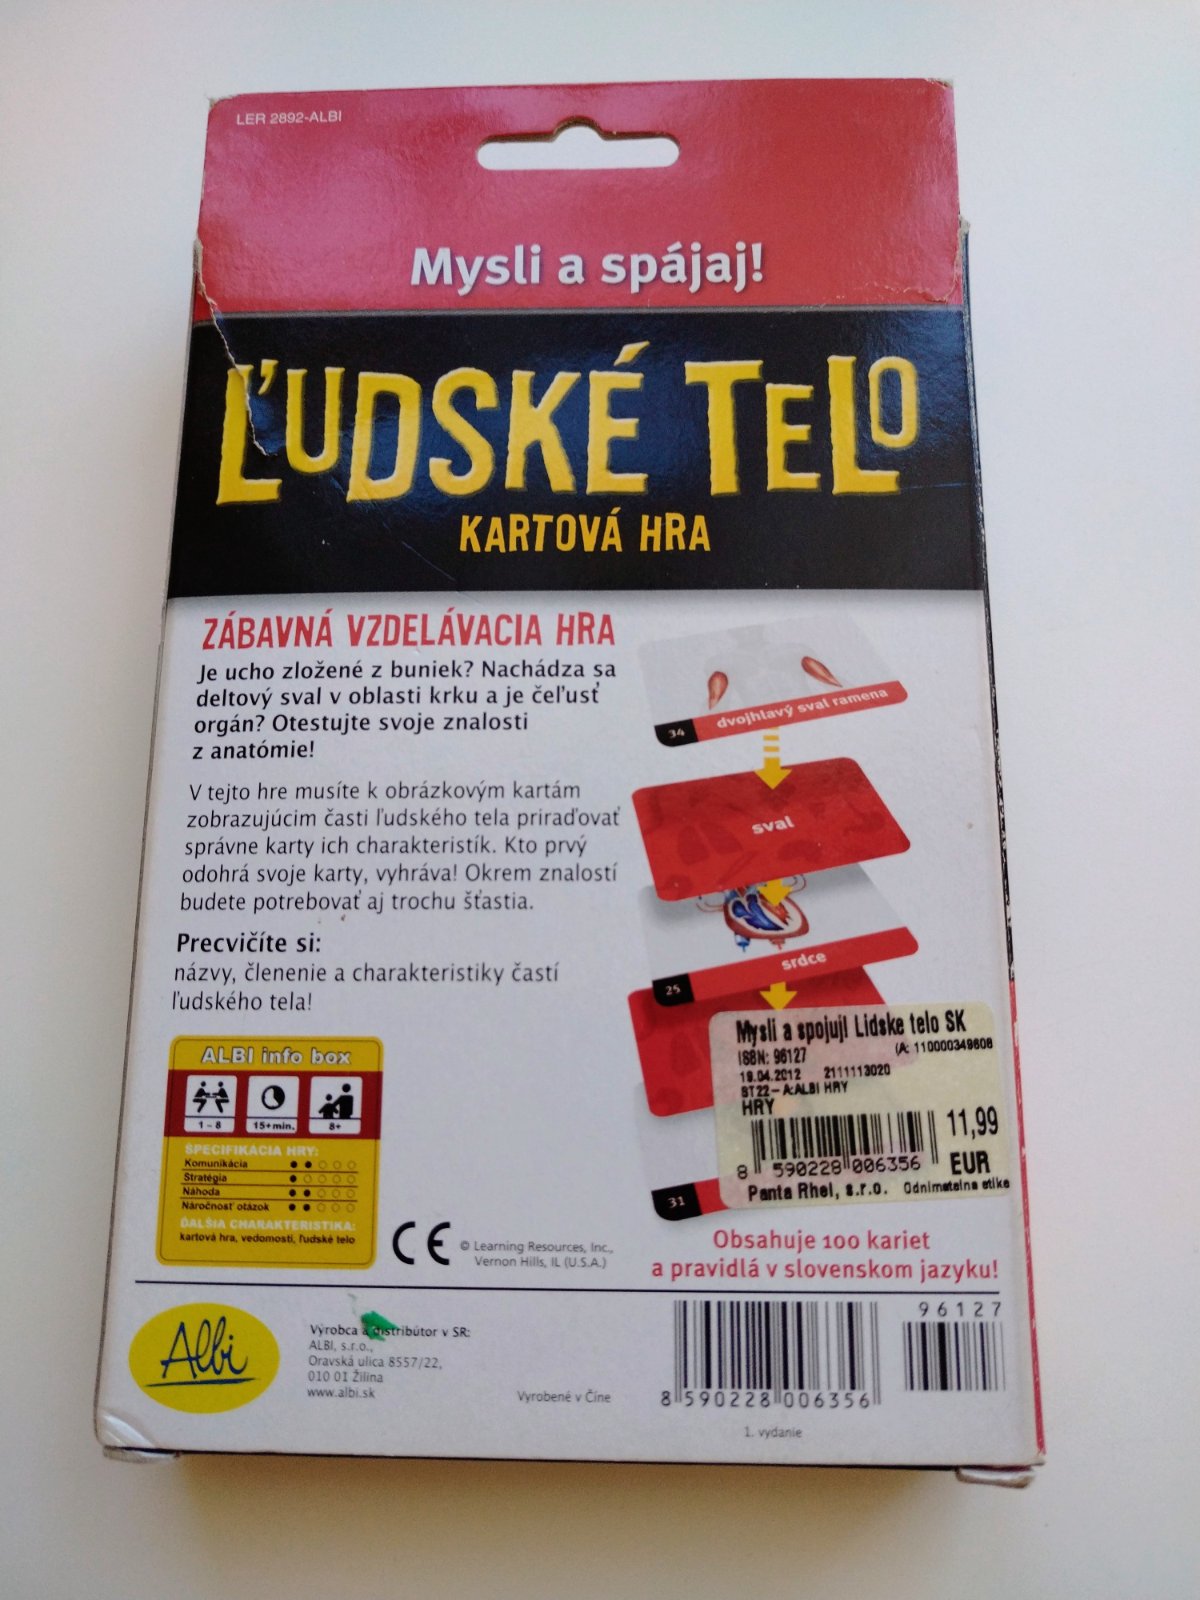 LER 2892-ALBI
Mysli a spájaj!
ĽUDSKÉ TELO
KARTOVÁ HRA
ZÁBAVNÁ VZDELÁVACIA HRA
Je ucho zložené z buniek? Nachádza sa
deltový sval v oblasti krku a je čeľusť
orgán? Otestujte svoje znalosti
z anatómie!
V tejto hre musíte k obrázkovým kartám
zobrazujúcim časti ľudského tela priraďovať
správne karty ich charakteristík. Kto prvý
odohrá svoje karty, vyhráva! Okrem znalostí
budete potrebovať aj trochu šťastia.
Precvičíte si:
názvy, členenie a charakteristiky častí
ľudského tela!
34 dvojhlavý sval ramena
sval
25 srdce
31
Mysli a spojuj! Lidske telo SK
ISBN: 96127 (A: 110000349608
19.04.2012 2111113020
ST22-A:ALBI HRY
HRY
11,99
EUR
8 590228 006356
Panta Rhei, s.r.o. Odnimatelna etike
ALBI info box
1 - 8 15+min. 8+
ŠPECIFIKÁCIA HRY:
Komunikácia
Stratégia
Náhoda
Náročnosť otázok
ĎALŠIA CHARAKTERISTIKA:
kartová hra, vedomosti, ľudské telo
CE
© Learning Resources, Inc.,
Vernon Hills, IL (U.S.A.)
Obsahuje 100 kariet
a pravidlá v slovenskom jazyku!
Albi
Výrobca a distribútor v SR:
ALBI, s.r.o.,
Oravská ulica 8557/22,
010 01 Žilina
www.albi.sk
Vyrobené v Číne
8 590228 006356
96127
1. vydanie